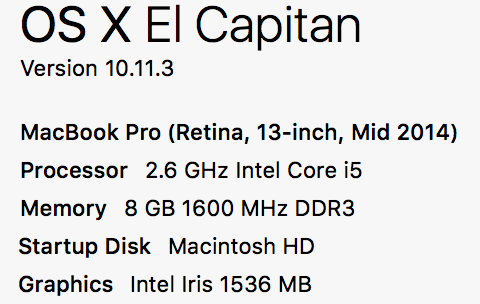 OS X El Capitan
Version 10.11.3
MacBook Pro (Retina, 13-inch, Mid 2014)
Processor 2.6 GHz Intel Core i5
Memory 8 GB 1600 MHz DDR3
Startup Disk Macintosh HD
Graphics Intel Iris 1536 MB